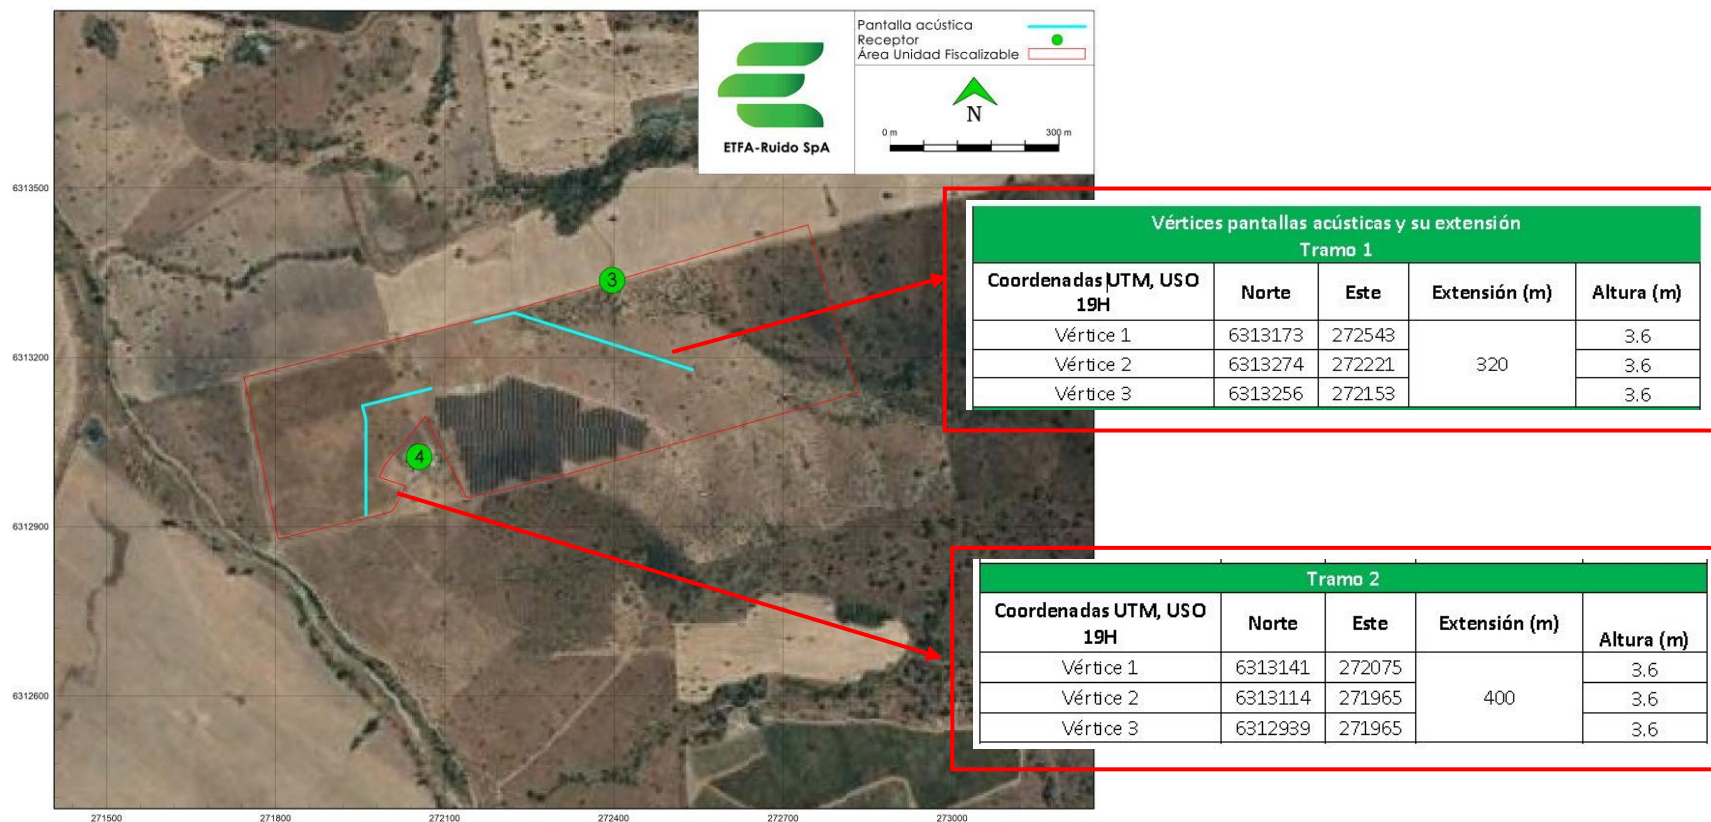 Pantalla acústica
Receptor
Área Unidad Fiscalizable
ETFA-Ruido SpA
N
0 m 300 m
6313500
6313200
6312900
6312600
271500 271800 272100 272400 272700 273000
3
4
Vértices pantallas acústicas y su extensión
Tramo 1
Coordenadas UTM, USO 19H Norte Este Extensión (m) Altura (m)
Vértice 1 6313173 272543 320 3.6
Vértice 2 6313274 272221 3.6
Vértice 3 6313256 272153 3.6
Tramo 2
Coordenadas UTM, USO 19H Norte Este Extensión (m) Altura (m)
Vértice 1 6313141 272075 400 3.6
Vértice 2 6313114 271965 3.6
Vértice 3 6312939 271965 3.6